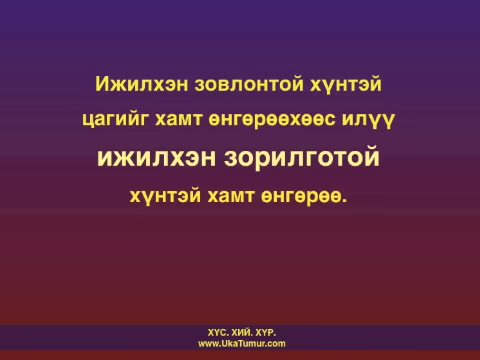 Ижилхэн зовлонтой хүнтэй
цагийг хамт өнгөрөөхөөс илүү
ижилхэн зорилготой
хүнтэй хамт өнгөрөө.
ХҮС. ХИЙ. ХҮР.
www.UkaTumur.com